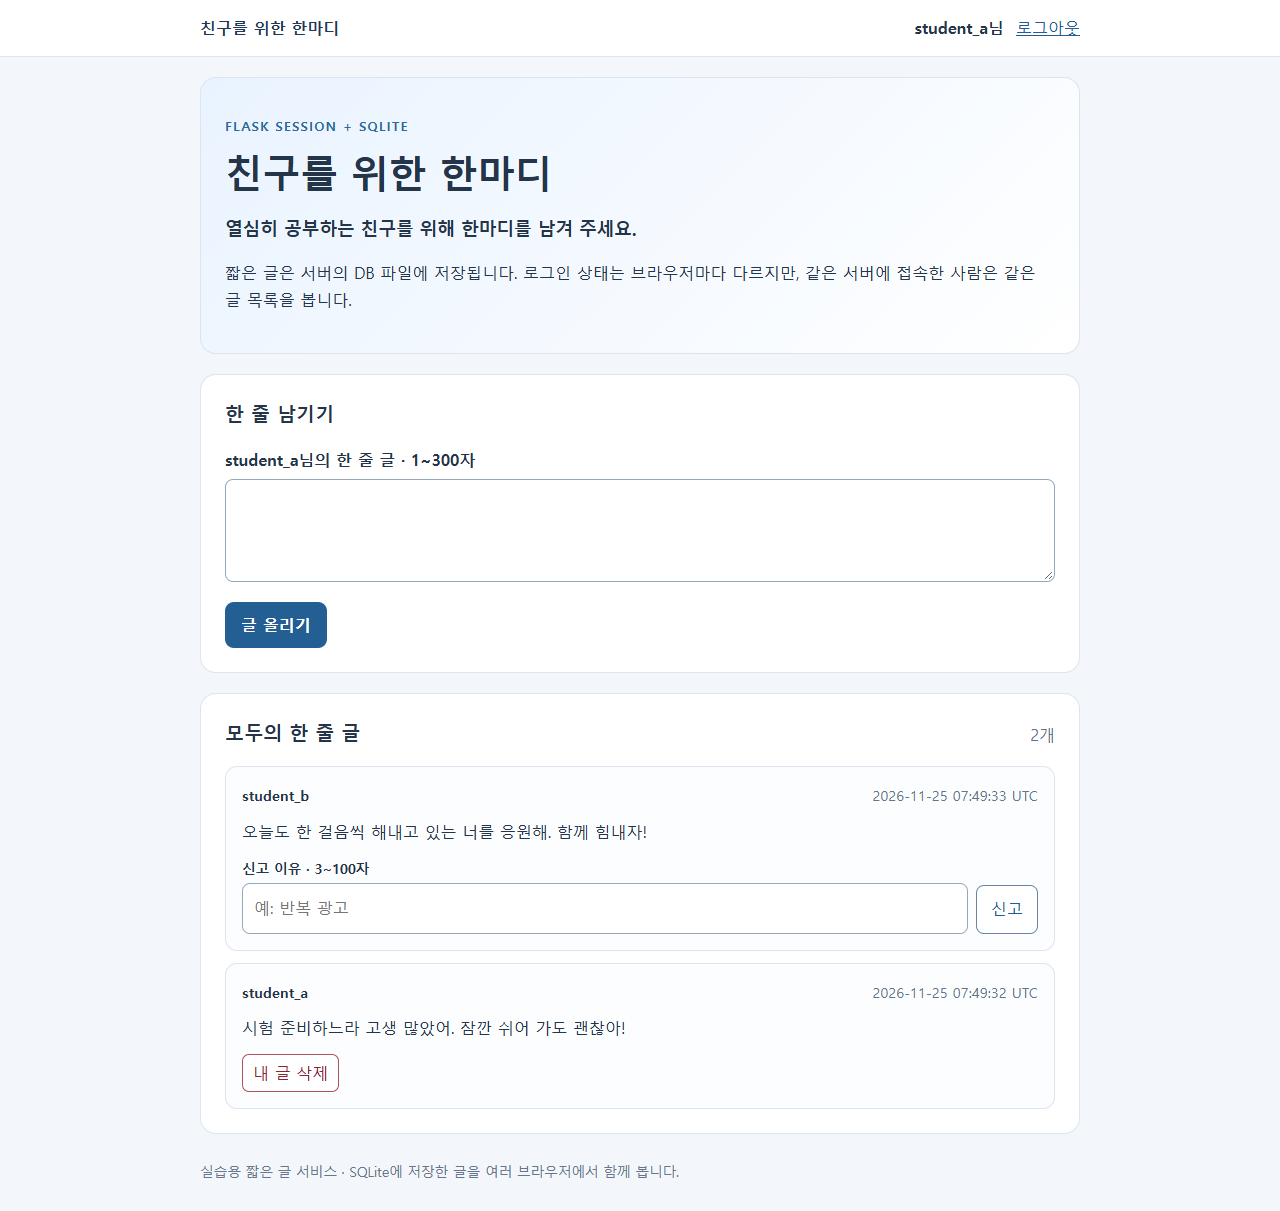 친구를 위한 한마디
student_a님 로그아웃
FLASK SESSION + SQLITE
친구를 위한 한마디
열심히 공부하는 친구를 위해 한마디를 남겨 주세요.
짧은 글은 서버의 DB 파일에 저장됩니다. 로그인 상태는 브라우저마다 다르지만, 같은 서버에 접속한 사람은 같은
글 목록을 봅니다.
한 줄 남기기
student_a님의 한 줄 글 · 1~300자
글 올리기
모두의 한 줄 글
2개
student_b
2026-11-25 07:49:33 UTC
오늘도 한 걸음씩 해내고 있는 너를 응원해. 함께 힘내자!
신고 이유 · 3~100자
예: 반복 광고
신고
student_a
2026-11-25 07:49:32 UTC
시험 준비하느라 고생 많았어. 잠깐 쉬어 가도 괜찮아!
내 글 삭제
실습용 짧은 글 서비스 · SQLite에 저장한 글을 여러 브라우저에서 함께 봅니다.